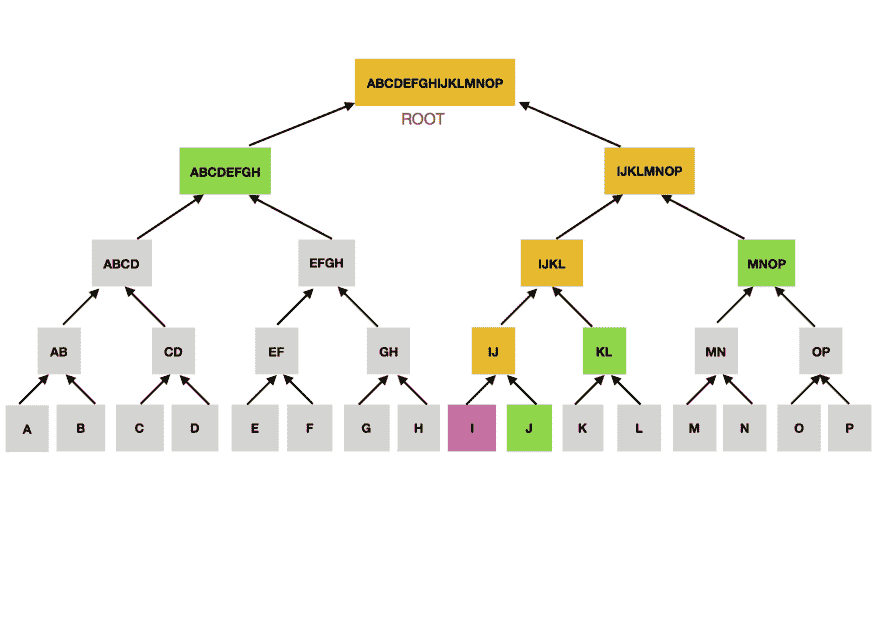 ABCDEFGHIJKLMNOP
ROOT
ABCDEFGH
IJKLMNOP
ABCD
EFGH
IJKL
MNOP
AB
CD
EF
GH
IJ
KL
MN
OP
A
B
C
D
E
F
G
H
I
J
K
L
M
N
O
P